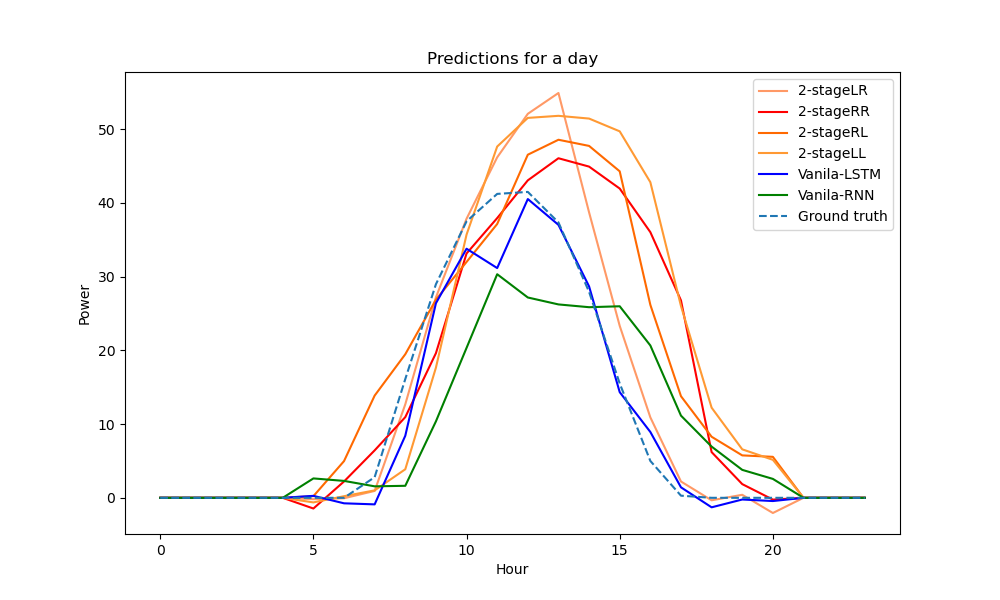 Predictions for a day
2-stageLR
2-stageRR
2-stageRL
2-stageLL
Vanila-LSTM
Vanila-RNN
Ground truth
Power
50
40
30
20
10
0
0 5 10 15 20
Hour